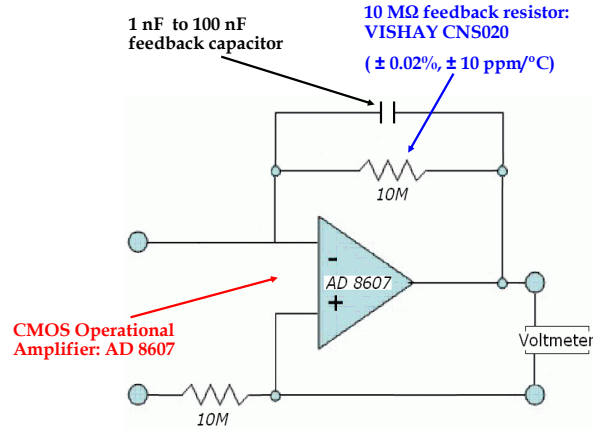 1 nF to 100 nF
feedback capacitor
10 MΩ feedback resistor:
VISHAY CNS020
( ± 0.02%, ± 10 ppm/ºC)
10M
-
AD 8607
+
CMOS Operational
Amplifier: AD 8607
Voltmeter
10M